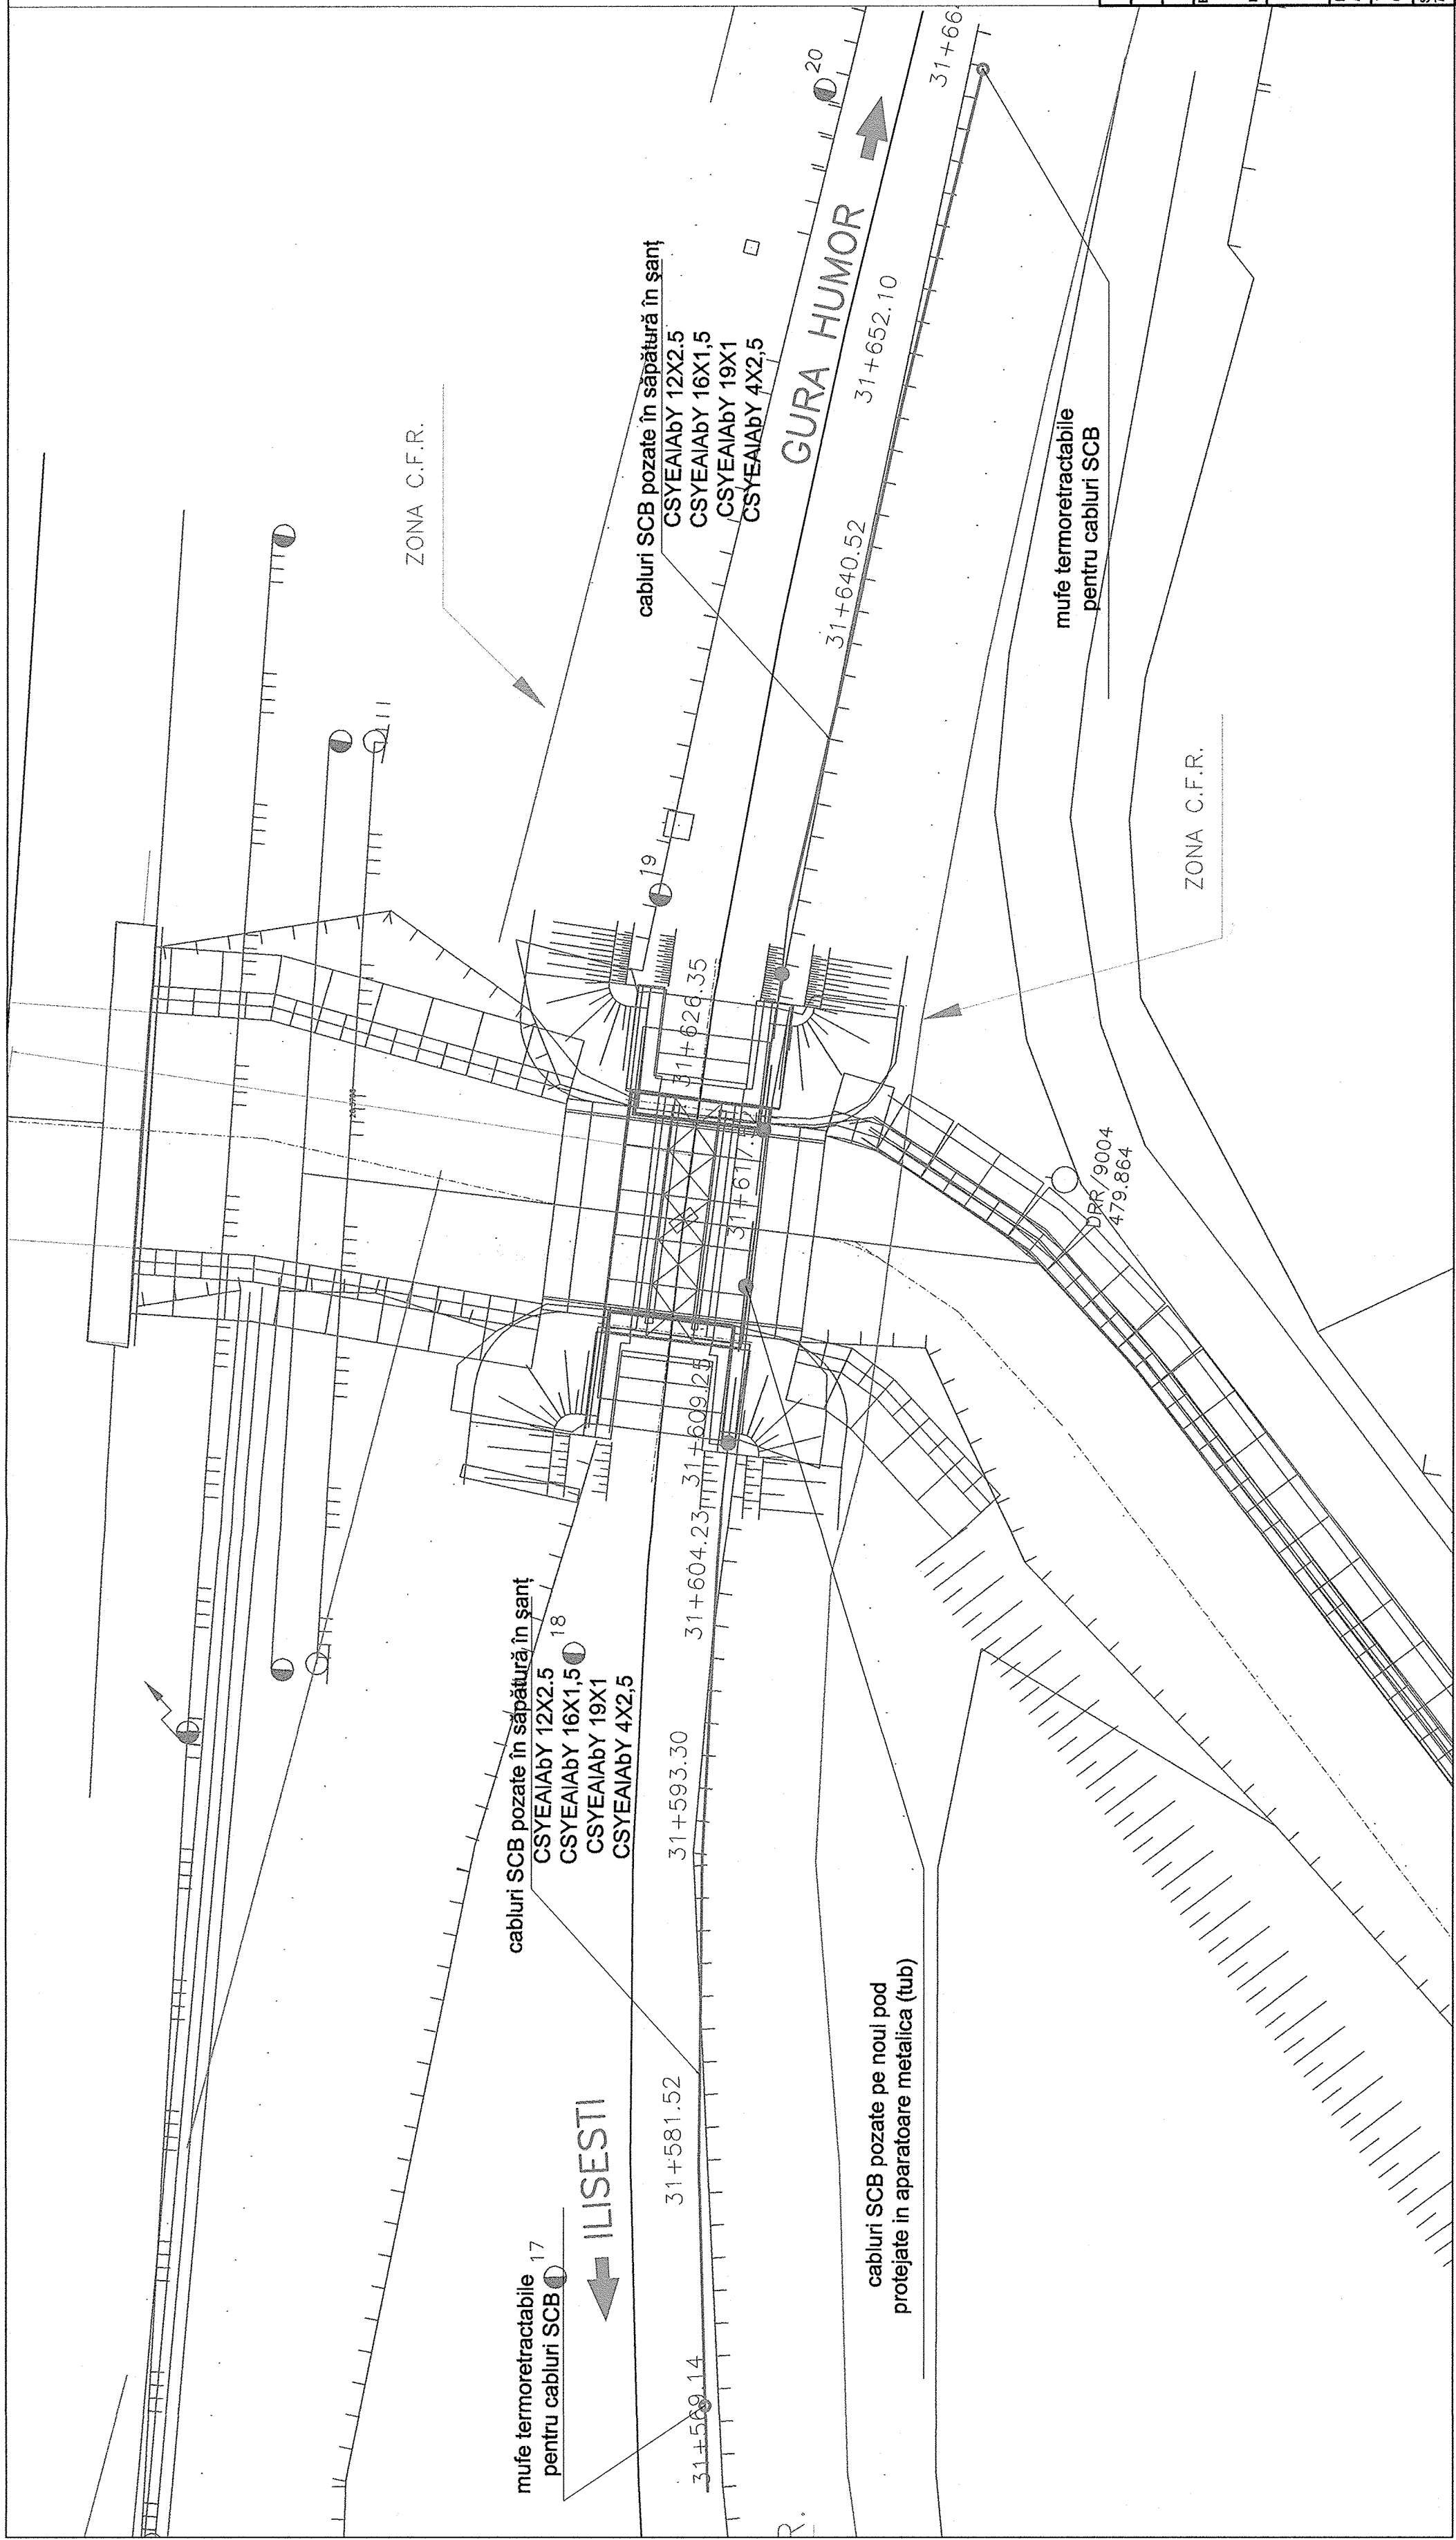 mufe termoretractabile
pentru cabluri SCB
17
ILISESTI
31+569.14
31+581.52
31+593.30
31+604.23
31+609.25
cabluri SCB pozate în săpătură în șanț
CSYEAIAbY 12X2.5
CSYEAIAbY 16X1,5
CSYEAIAbY 19X1
CSYEAIAbY 4X2,5
18
cabluri SCB pozate pe noul pod
protejate in aparatoare metalica (tub)
31+626.35
19
DRR/9004
479.864
ZONA C.F.R.
ZONA C.F.R.
cabluri SCB pozate în săpătură în șanț
CSYEAIAbY 12X2.5
CSYEAIAbY 16X1,5
CSYEAIAbY 19X1
CSYEAIAbY 4X2,5
GURA HUMOR
31+640.52
31+652.10
20
mufe termoretractabile
pentru cabluri SCB